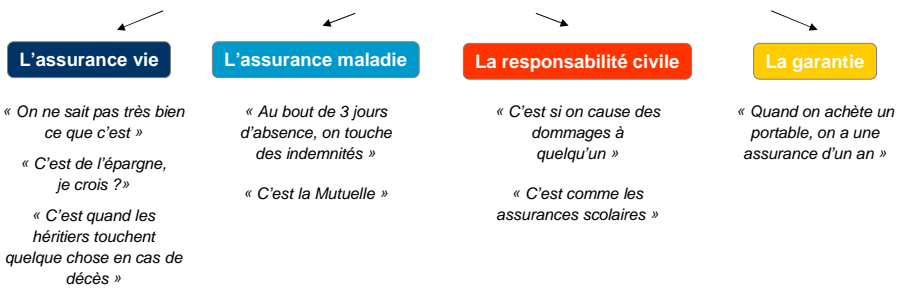 L'assurance vie
« On ne sait pas très bien
ce que c'est »
« C'est de l'épargne,
je crois ?»
« C'est quand les
héritiers touchent
quelque chose en cas de
décès »
L'assurance maladie
« Au bout de 3 jours
d'absence, on touche
des indemnités »
« C'est la Mutuelle »
La responsabilité civile
« C'est si on cause des
dommages à
quelqu'un »
« C'est comme les
assurances scolaires »
La garantie
« Quand on achète un
portable, on a une
assurance d'un an »